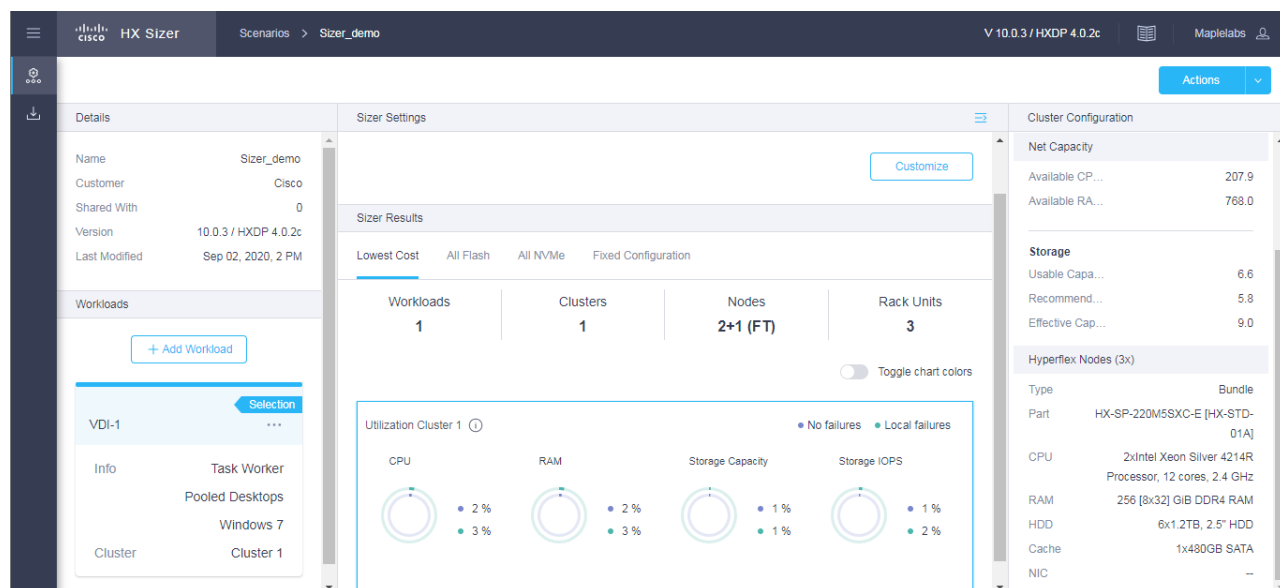 cisco HX Sizer Scenarios > Sizer_demo V 10.0.3 / HXDP 4.0.2c Maplelabs
Actions
Details
Name Sizer_demo
Customer Cisco
Shared With 0
Version 10.0.3 / HXDP 4.0.2c
Last Modified Sep 02, 2020, 2 PM
Workloads
+ Add Workload
Selection
VDI-1 ...
Info Task Worker
Pooled Desktops
Windows 7
Cluster Cluster 1
Sizer Settings
Customize
Sizer Results
Lowest Cost All Flash All NVMe Fixed Configuration
Workloads Clusters Nodes Rack Units
1 1 2+1 (FT) 3
Toggle chart colors
Utilization Cluster 1 i No failures Local failures
CPU RAM Storage Capacity Storage IOPS
2 % 2 % 1 % 1 %
3 % 3 % 1 % 2 %
Cluster Configuration
Net Capacity
Available CP... 207.9
Available RA... 768.0
Storage
Usable Capa... 6.6
Recommend... 5.8
Effective Cap... 9.0
Hyperflex Nodes (3x)
Type Bundle
Part HX-SP-220M5SXC-E [HX-STD-
01A]
CPU 2xIntel Xeon Silver 4214R
Processor, 12 cores, 2.4 GHz
RAM 256 [8x32] GiB DDR4 RAM
HDD 6x1.2TB, 2.5" HDD
Cache 1x480GB SATA
NIC --